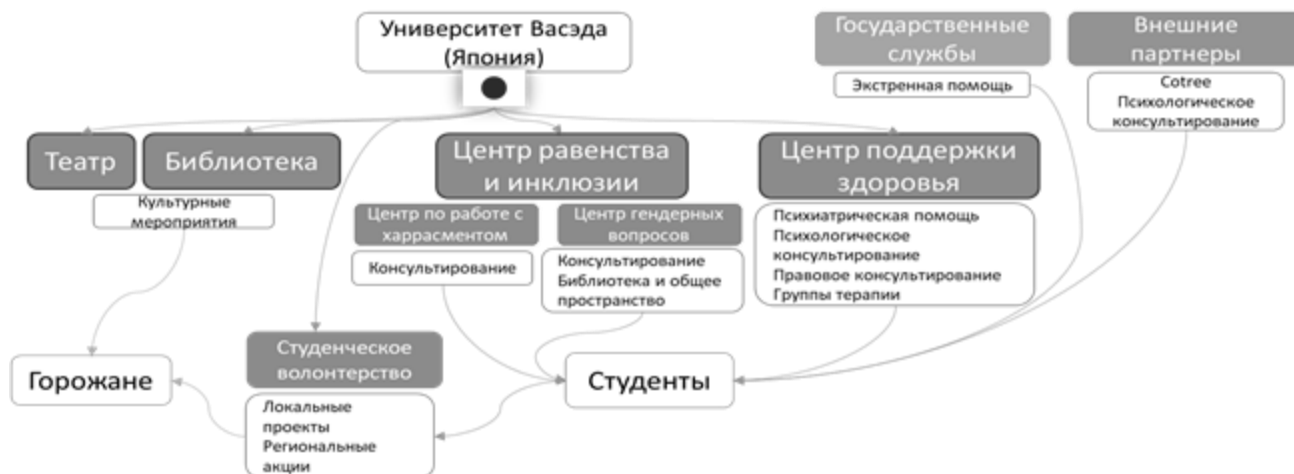 Университет Васэда
(Япония)
Государственные
службы
Экстренная помощь
Внешние
партнеры
Cotree
Психологическое
консультирование
Театр
Библиотека
Культурные
мероприятия
Центр равенства
и инклюзии
Центр по работе с
харрасментом
Консультирование
Центр гендерных
вопросов
Консультирование
Библиотека и общее
пространство
Центр поддержки
здоровья
Психиатрическая помощь
Психологическое
консультирование
Правовое консультирование
Группы терапии
Горожане
Студенческое
волонтерство
Локальные
проекты
Региональные
акции
Студенты